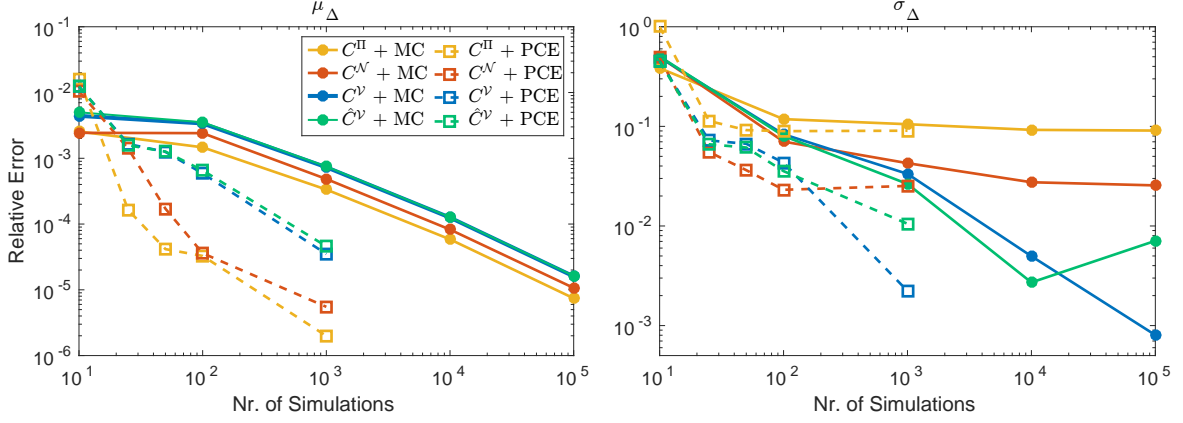 μ_Δ
10^-1
10^-2
10^-3
10^-4
10^-5
10^-6
Relative Error
C^Π + MC
C^Π + PCE
C^𝒩 + MC
C^𝒩 + PCE
C^𝒱 + MC
C^𝒱 + PCE
Ĉ^𝒱 + MC
Ĉ^𝒱 + PCE
10^1 10^2 10^3 10^4 10^5
Nr. of Simulations
σ_Δ
10^0
10^-1
10^-2
10^-3
10^1 10^2 10^3 10^4 10^5
Nr. of Simulations